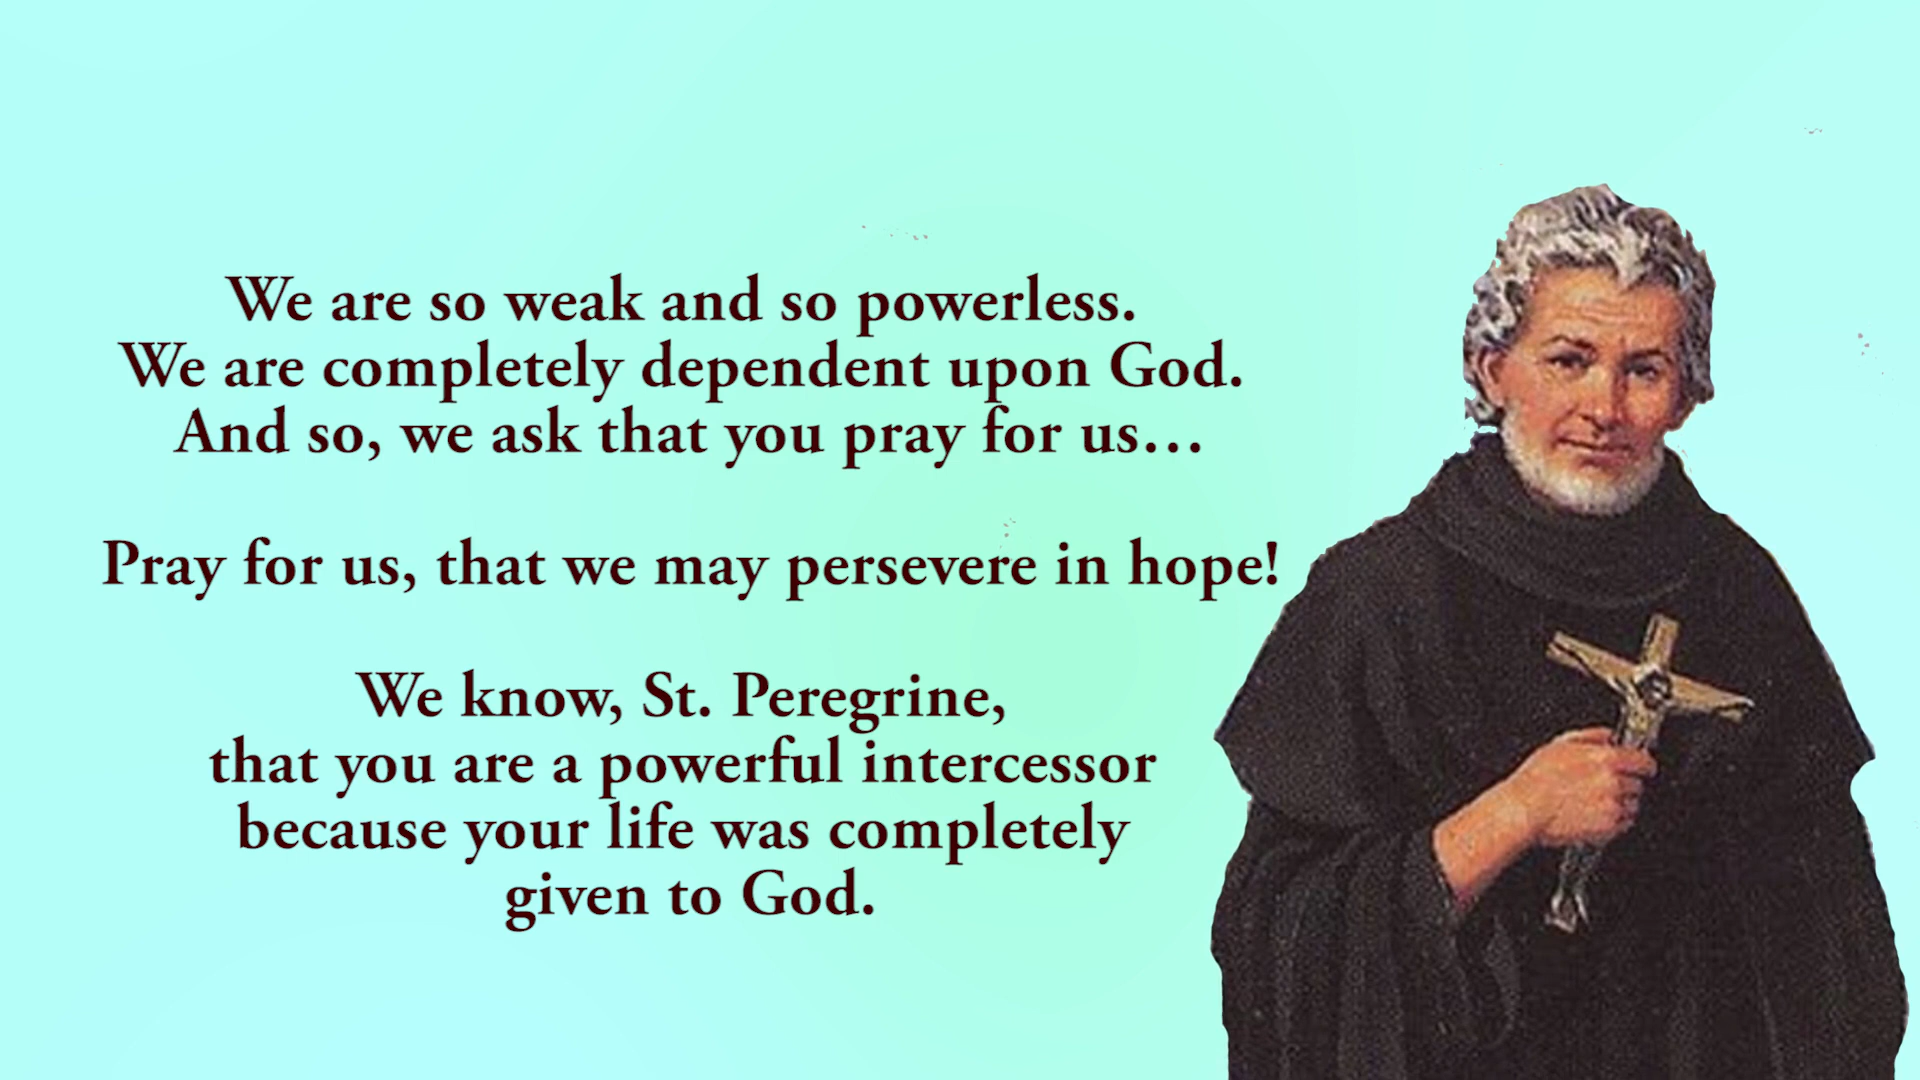 We are so weak and so powerless.
We are completely dependent upon God.
And so, we ask that you pray for us...
Pray for us, that we may persevere in hope!
We know, St. Peregrine,
that you are a powerful intercessor
because your life was completely
given to God.